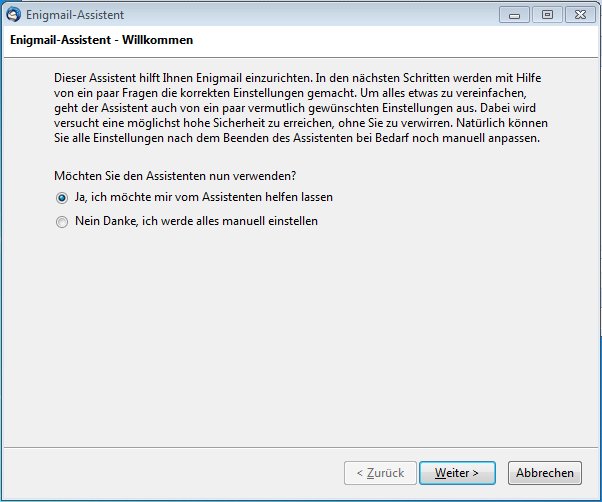 Enigmail-Assistent
Enigmail-Assistent - Willkommen
Dieser Assistent hilft Ihnen Enigmail einzurichten. In den nächsten Schritten werden mit Hilfe
von ein paar Fragen die korrekten Einstellungen gemacht. Um alles etwas zu vereinfachen,
geht der Assistent auch von ein paar vermutlich gewünschten Einstellungen aus. Dabei wird
versucht eine möglichst hohe Sicherheit zu erreichen, ohne Sie zu verwirren. Natürlich können
Sie alle Einstellungen nach dem Beenden des Assistenten bei Bedarf noch manuell anpassen.
Möchten Sie den Assistenten nun verwenden?
Ja, ich möchte mir vom Assistenten helfen lassen
Nein Danke, ich werde alles manuell einstellen
< Zurück Weiter > Abbrechen